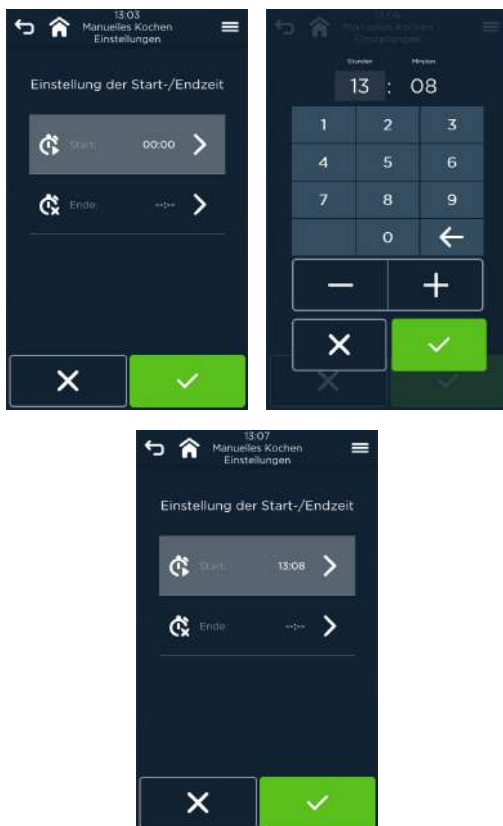 13:03
Manuelles Kochen
Einstellungen
Einstellung der Start-/Endzeit
Start: 00:00
Ende: --:--
Manuelles Kochen
Einstellungen
Stunden Minuten
13 : 08
1 2 3
4 5 6
7 8 9
0
13:07
Manuelles Kochen
Einstellungen
Einstellung der Start-/Endzeit
Start: 13:08
Ende: --:--